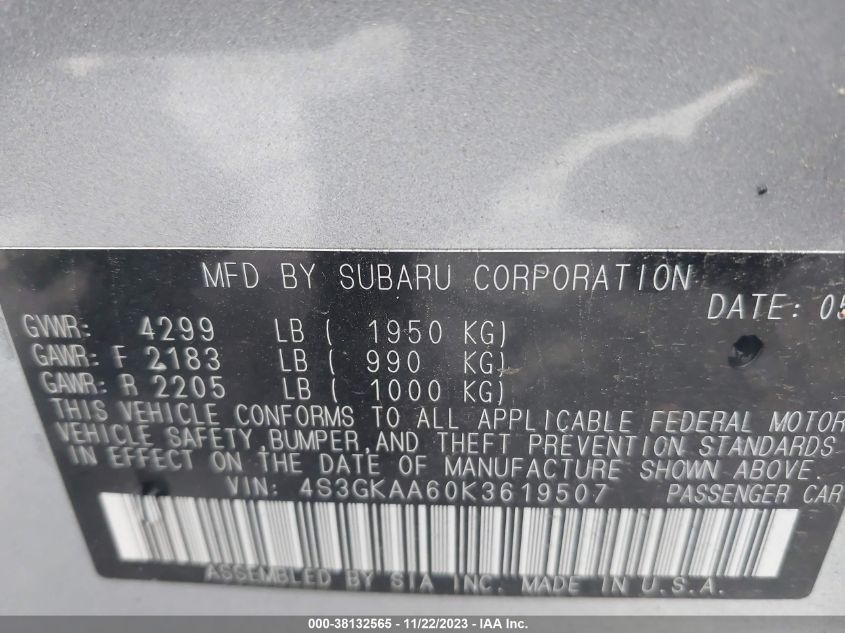 MFD BY SUBARU CORPORATION
DATE: 05
GVWR: 4299 LB ( 1950 KG)
GAWR: F 2183 LB ( 990 KG)
GAWR: R 2205 LB ( 1000 KG)
THIS VEHICLE CONFORMS TO ALL APPLICABLE FEDERAL MOTOR
VEHICLE SAFETY, BUMPER, AND THEFT PREVENTION STANDARDS
IN EFFECT ON THE DATE OF MANUFACTURE SHOWN ABOVE.
VIN: 4S3GKAA60K3619507 PASSENGER CAR
ASSEMBLED BY SIA INC. MADE IN U.S.A.
000-38132565 - 11/22/2023 - IAA Inc.